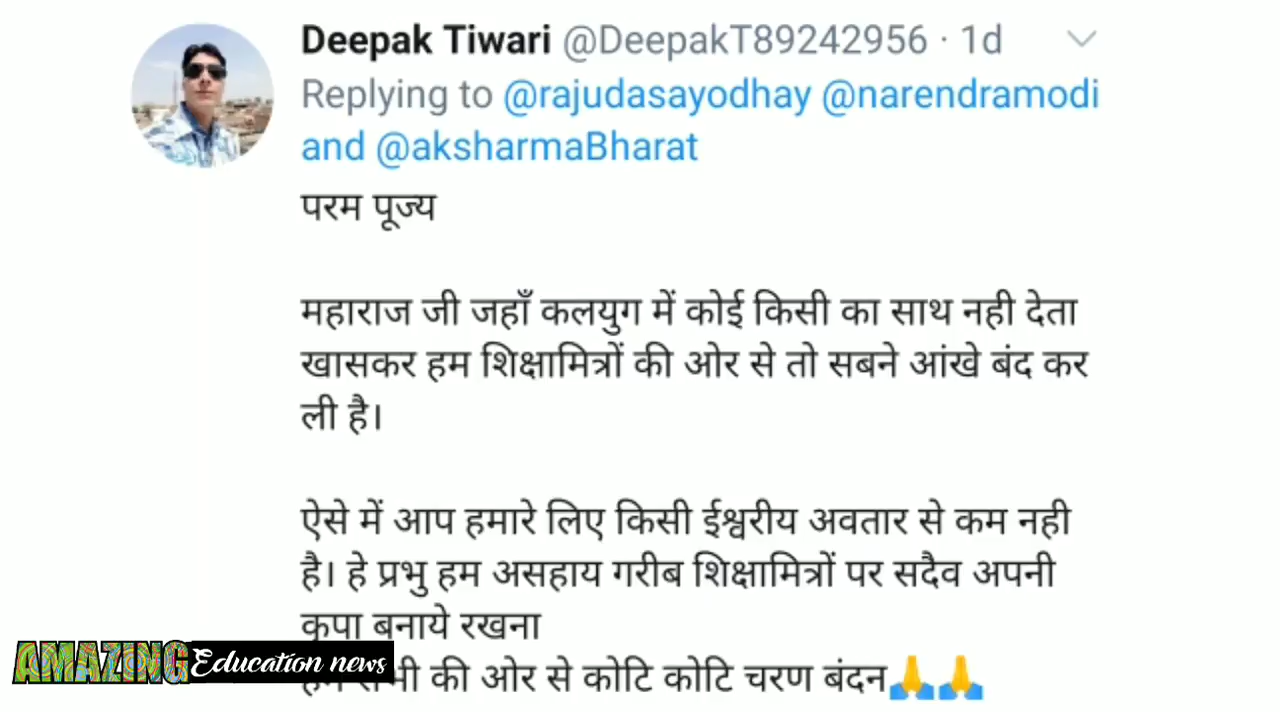 Deepak Tiwari @DeepakT89242956 · 1d
Replying to @rajudasayodhay @narendramodi
and @aksharmaBharat
परम पूज्य
महाराज जी जहाँ कलयुग में कोई किसी का साथ नही देता
खासकर हम शिक्षामित्रों की ओर से तो सबने आंखे बंद कर
ली है।
ऐसे में आप हमारे लिए किसी ईश्वरीय अवतार से कम नही
है। हे प्रभु हम असहाय गरीब शिक्षामित्रों पर सदैव अपनी
कृपा बनाये रखना
की ओर से कोटि कोटि चरण बंदन🙏🙏
AMAZING Education news